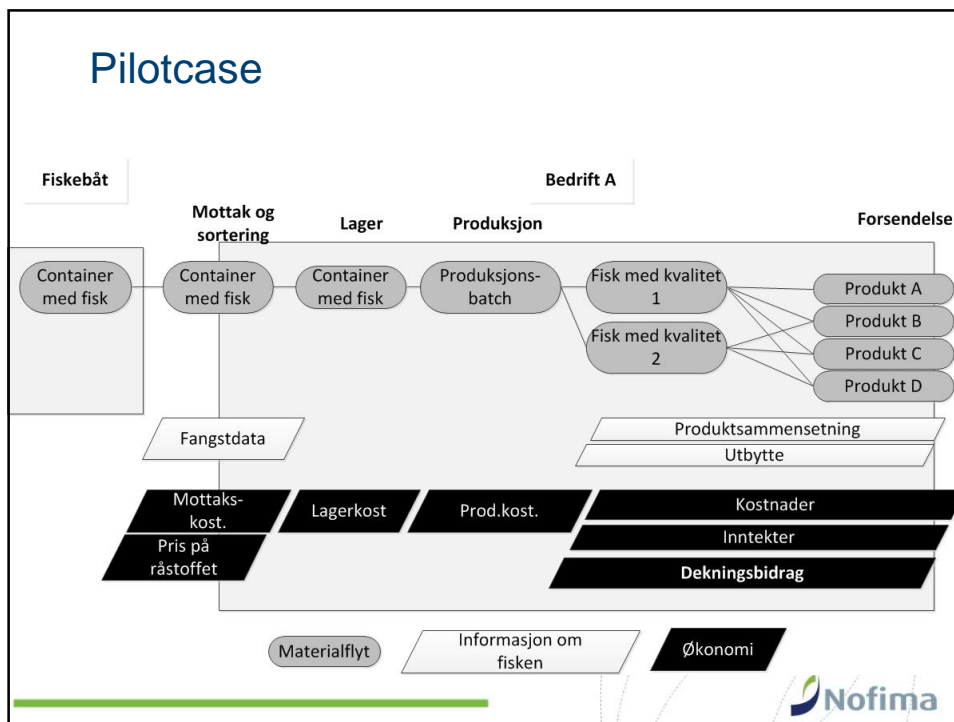 Pilotcase
Fiskebåt
Bedrift A
Mottak og
sortering
Lager
Produksjon
Forsendelse
Container
med fisk
Container
med fisk
Container
med fisk
Produksjons-
batch
Fisk med kvalitet
1
Fisk med kvalitet
2
Produkt A
Produkt B
Produkt C
Produkt D
Fangstdata
Produktsammensetning
Utbytte
Mottaks-
kost.
Pris på
råstoffet
Lagerkost
Prod.kost.
Kostnader
Inntekter
Dekningsbidrag
Materialflyt
Informasjon om
fisken
Økonomi
Nofima